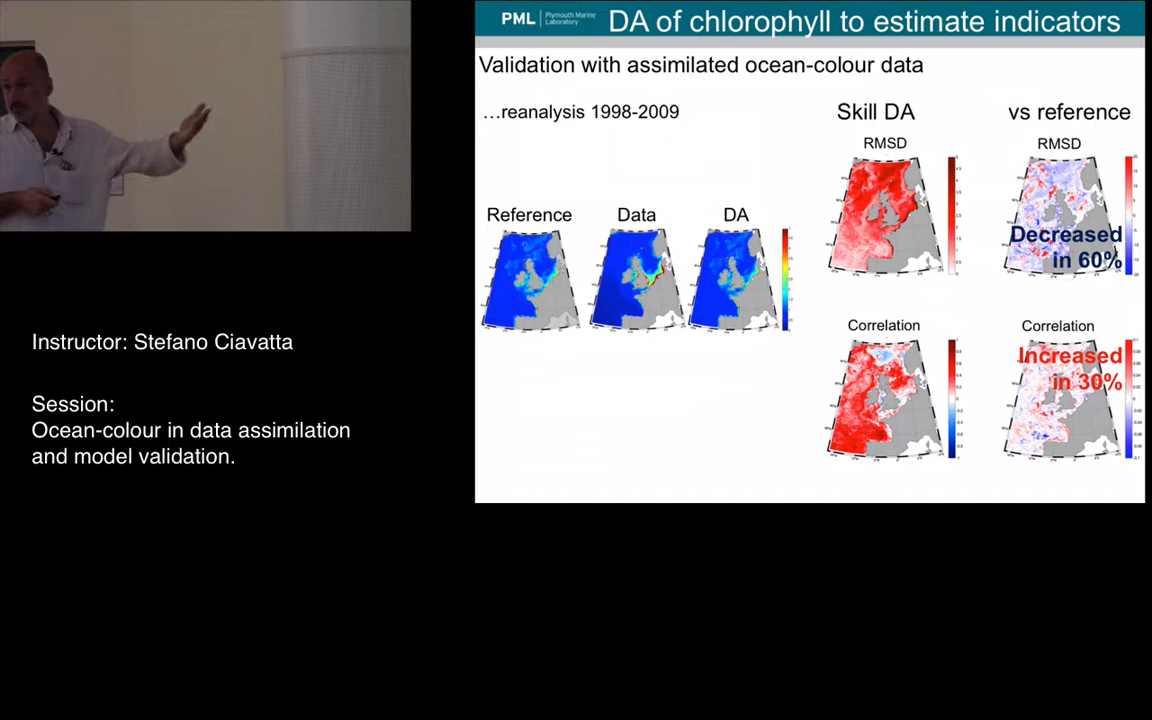 PML | Plymouth Marine Laboratory
DA of chlorophyll to estimate indicators
Validation with assimilated ocean-colour data
…reanalysis 1998-2009
Skill DA
vs reference
RMSD
RMSD
Reference
Data
DA
Decreased
in 60%
Instructor: Stefano Ciavatta
Correlation
Correlation
Increased
in 30%
Session:
Ocean-colour in data assimilation
and model validation.